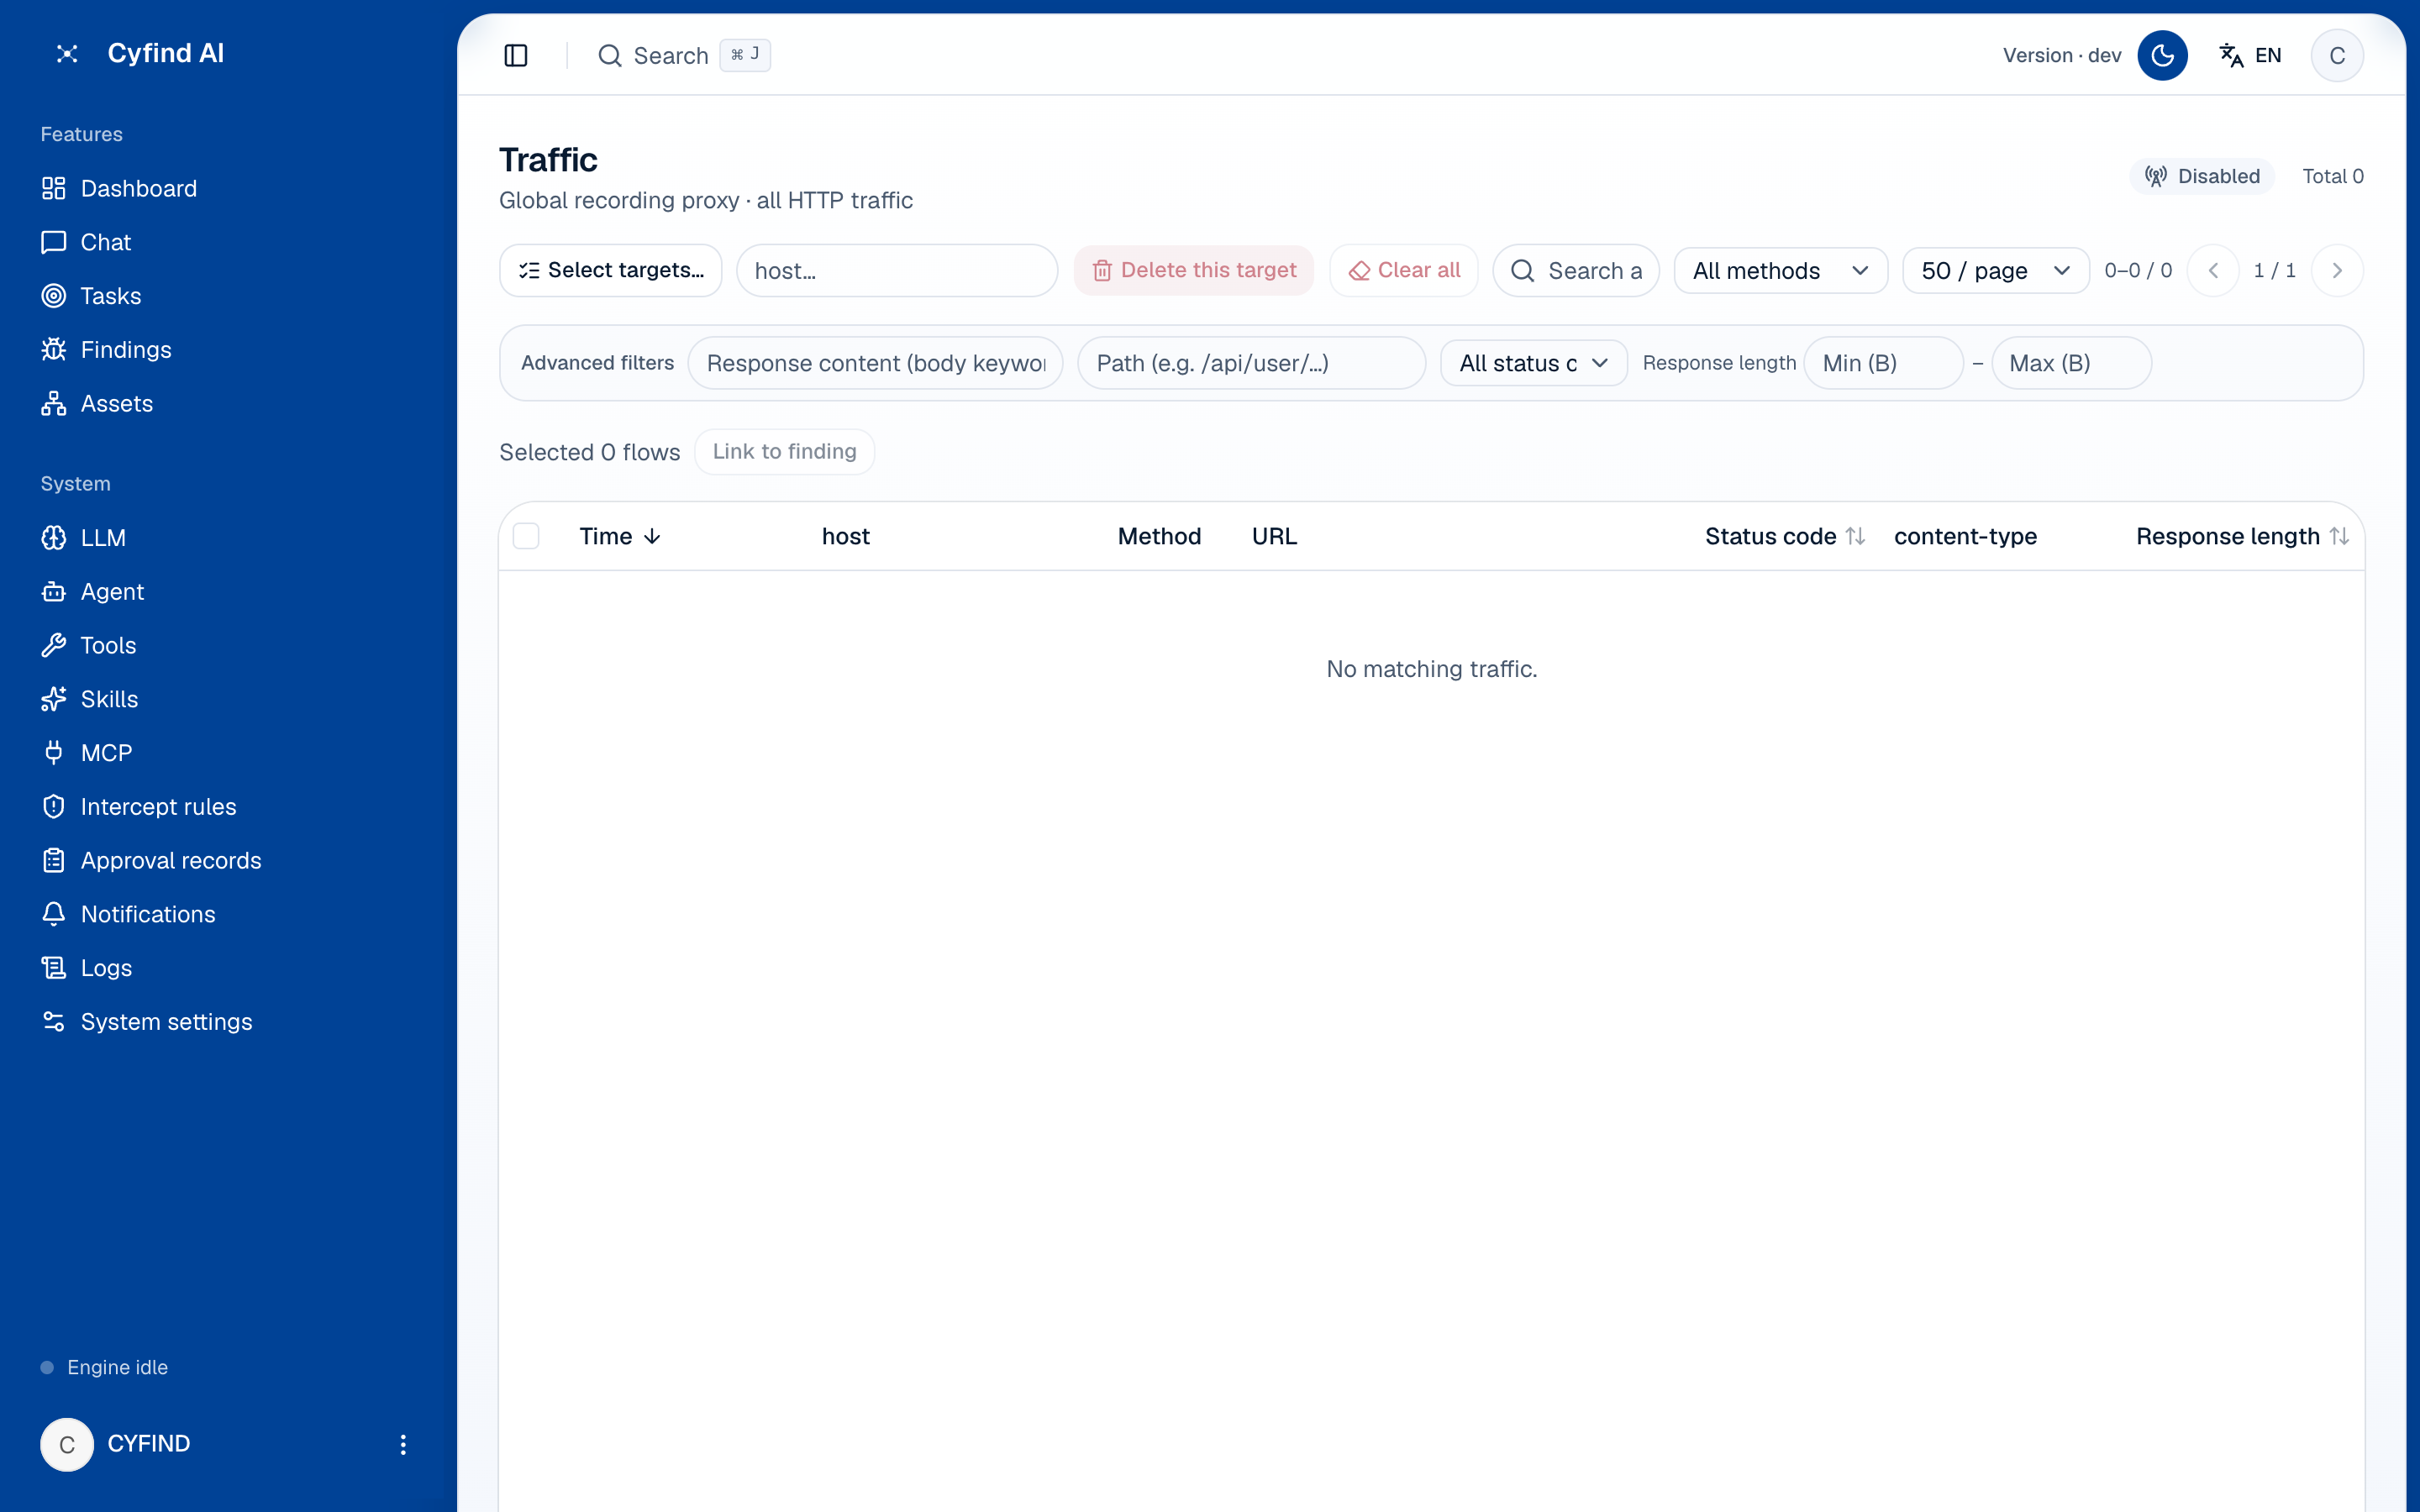 Cyfind AI
Features
Dashboard
Chat
Tasks
Findings
Assets
System
LLM
Agent
Tools
Skills
MCP
Intercept rules
Approval records
Notifications
Logs
System settings
Engine idle
C CYFIND
Search ⌘ J
Version · dev EN C
Traffic
Global recording proxy · all HTTP traffic
Disabled Total 0
Select targets... host... Delete this target Clear all Search a All methods 50 / page 0–0 / 0 1 / 1
Advanced filters Response content (body keywor Path (e.g. /api/user/...) All status c Response length Min (B) – Max (B)
Selected 0 flows Link to finding
Time host Method URL Status code content-type Response length
No matching traffic.